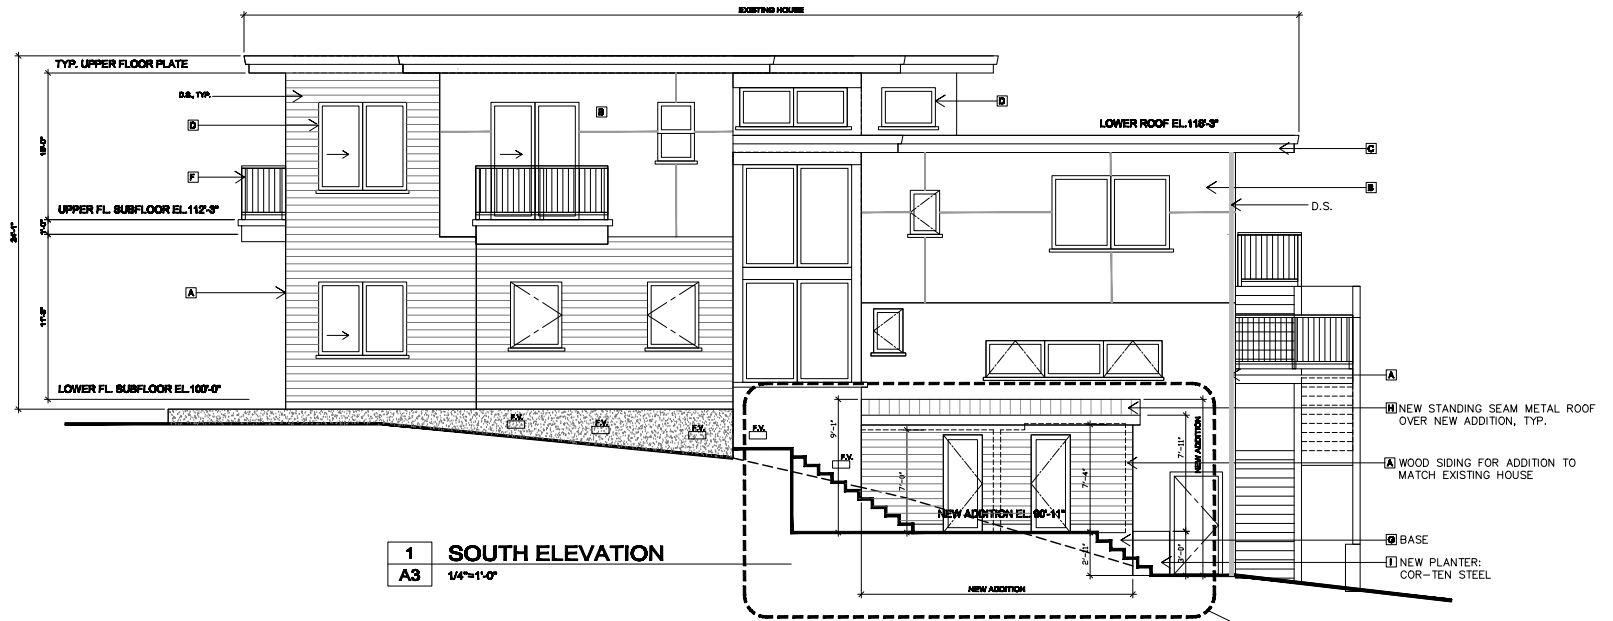 EXISTING HOUSE
TYP. UPPER FLOOR PLATE
D.S., TYP.
D
B
D
LOWER ROOF EL.118'-3"
C
F
B
D.S.
UPPER FL. SUBFLOOR EL.112'-3"
24'-1"
1'-0"
A
LOWER FL. SUBFLOOR EL.100'-0"
A
H NEW STANDING SEAM METAL ROOF
OVER NEW ADDITION, TYP.
F.V.
F.V.
F.V.
F.V.
F.V.
9'-1"
7'-0"
7'-4"
7'-11"
NEW ADDITION
A WOOD SIDING FOR ADDITION TO
MATCH EXISTING HOUSE
NEW ADDITION EL. 90'-11"
G BASE
2'-11"
3'-0"
I NEW PLANTER:
COR-TEN STEEL
NEW ADDITION
1
A3
SOUTH ELEVATION
1/4"=1'-0"